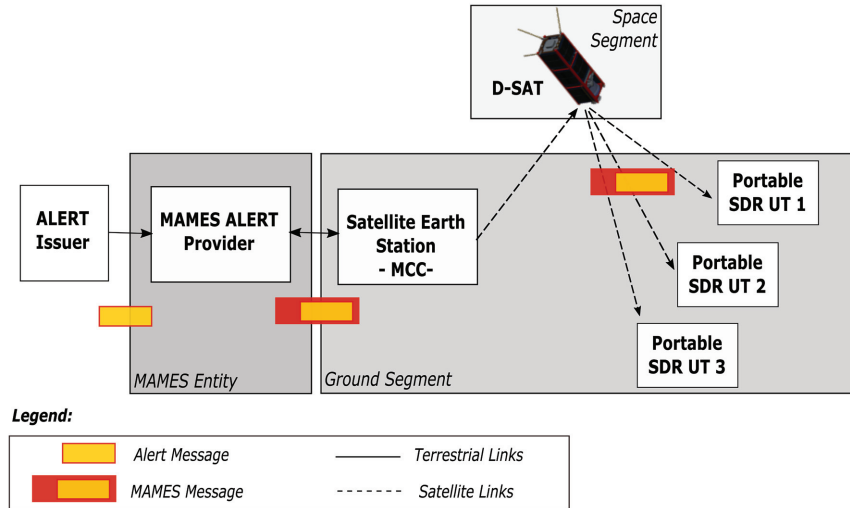 Space
Segment
D-SAT
ALERT
Issuer
MAMES ALERT
Provider
Satellite Earth
Station
- MCC-
Portable
SDR UT 1
Portable
SDR UT 2
Portable
SDR UT 3
MAMES Entity
Ground Segment
Legend:
Alert Message
Terrestrial Links
MAMES Message
Satellite Links